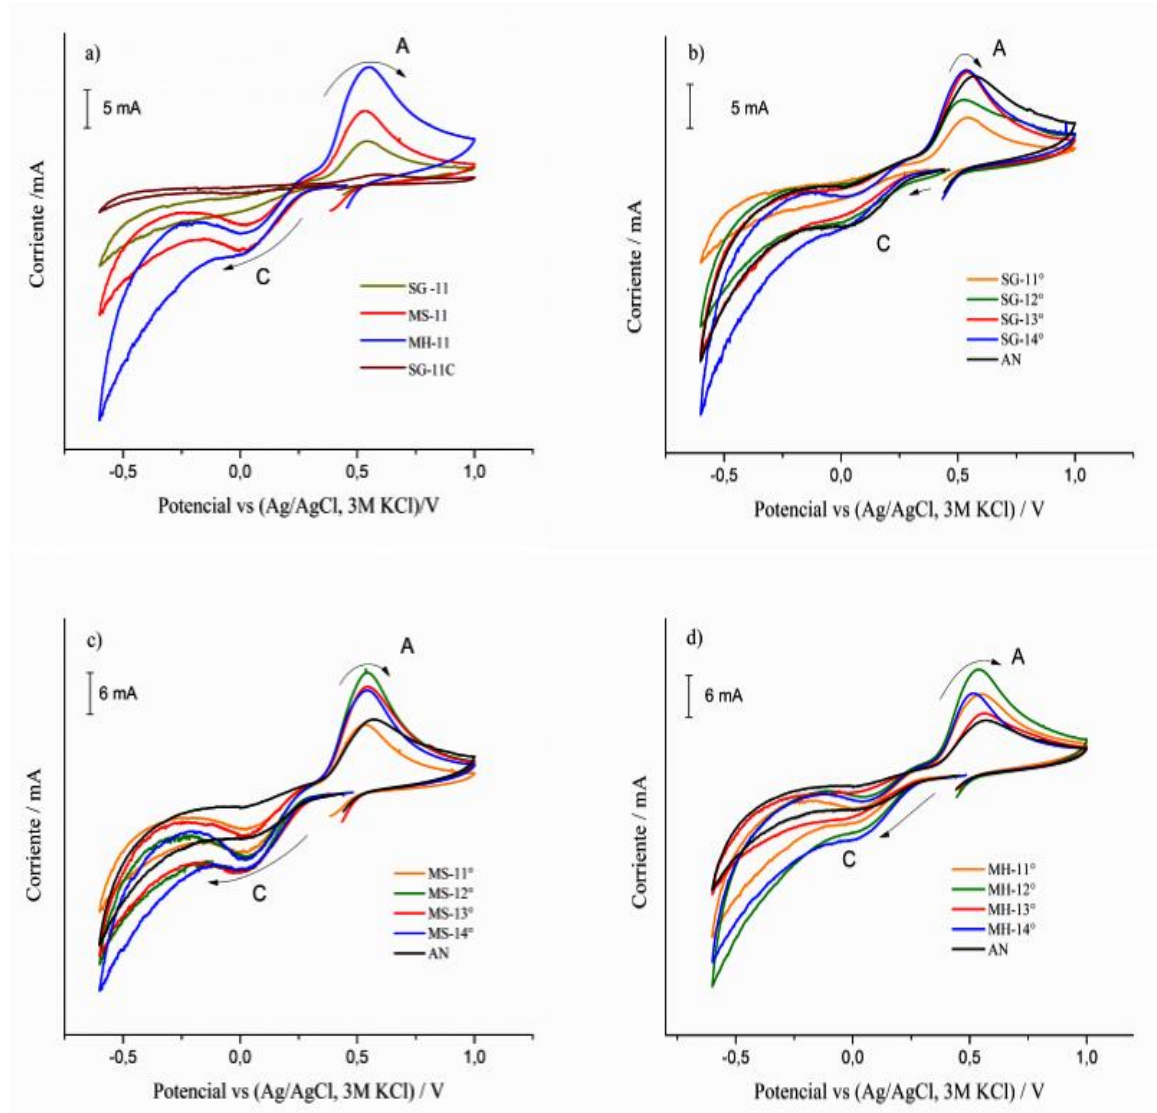 a)
A
5 mA
C
SG -11
MS-11
MH-11
SG-11C
Corriente /mA
-0,5 0,0 0,5 1,0
Potencial vs (Ag/AgCl, 3M KCl)/V
b)
A
5 mA
C
SG-11°
SG-12°
SG-13°
SG-14°
AN
Corriente / mA
-0,5 0,0 0,5 1,0
Potencial vs (Ag/AgCl, 3M KCl) / V
c)
A
6 mA
C
MS-11°
MS-12°
MS-13°
MS-14°
AN
Corriente / mA
-0,5 0,0 0,5 1,0
Potencial vs (Ag/AgCl, 3M KCl) / V
d)
A
6 mA
C
MH-11°
MH-12°
MH-13°
MH-14°
AN
Corriente / mA
-0,5 0,0 0,5 1,0
Potencial vs (Ag/AgCl, 3M KCl) / V